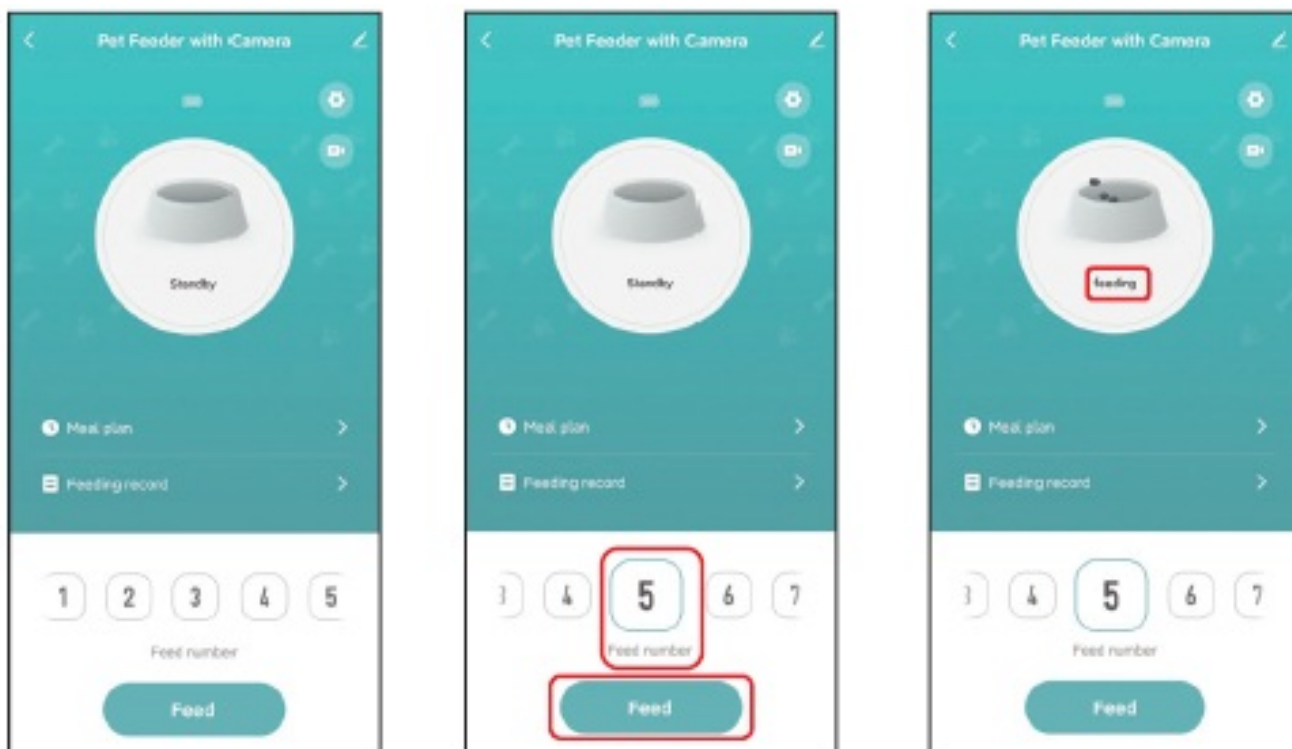 Pet Feeder with Camera
Standby
Meal plan
Feeding record
1 2 3 4 5
Feed number
Feed
Pet Feeder with Camera
Standby
Meal plan
Feeding record
3 4 5 6 7
Feed number
Feed
Pet Feeder with Camera
feeding
Meal plan
Feeding record
3 4 5 6 7
Feed number
Feed